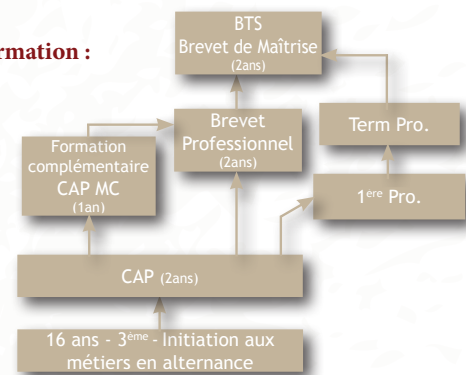 rmation :
BTS
Brevet de Maîtrise
(2ans)
Formation
complémentaire
CAP MC
(1an)
Brevet
Professionnel
(2ans)
Term Pro.
1ere Pro.
CAP (2ans)
16 ans - 3ème - Initiation aux
métiers en alternance